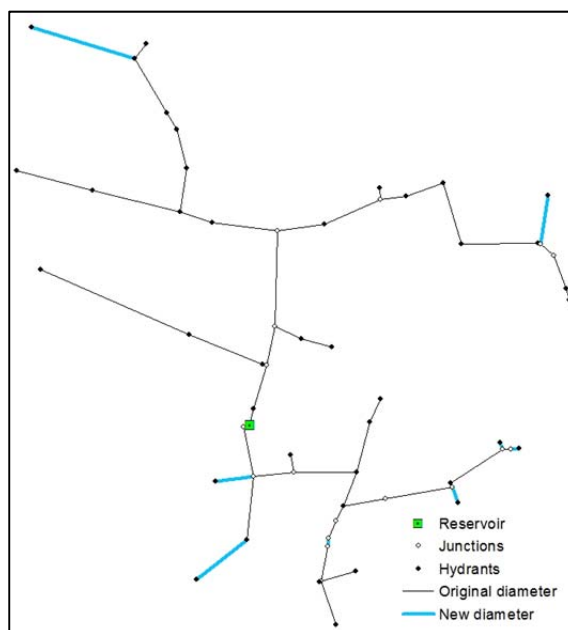 Reservoir
Junctions
Hydrants
Original diameter
New diameter